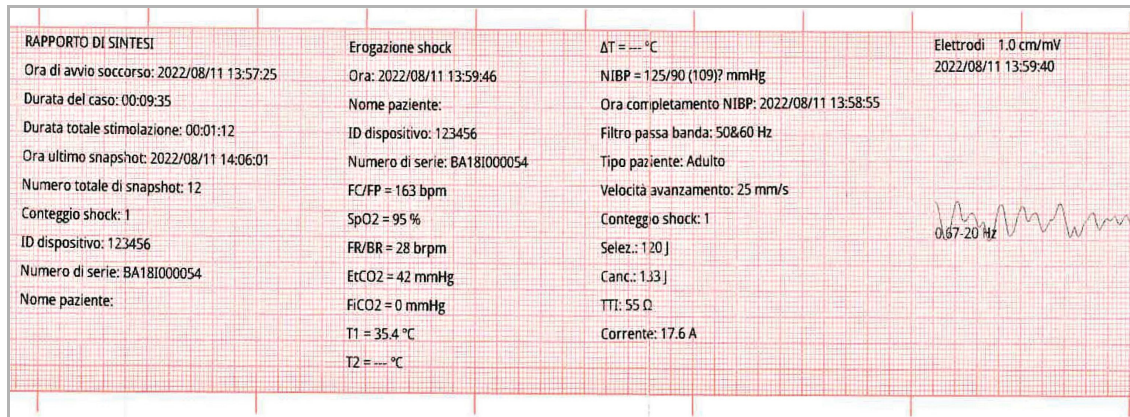 RAPPORTO DI SINTESI
Ora di avvio soccorso: 2022/08/11 13:57:25
Durata del caso: 00:09:35
Durata totale stimolazione: 00:01:12
Ora ultimo snapshot: 2022/08/11 14:06:01
Numero totale di snapshot: 12
Conteggio shock: 1
ID dispositivo: 123456
Numero di serie: BA18I000054
Nome paziente:
Erogazione shock
Ora: 2022/08/11 13:59:46
Nome paziente:
ID dispositivo: 123456
Numero di serie: BA18I000054
FC/FP = 163 bpm
SpO2 = 95 %
FR/BR = 28 brpm
EtCO2 = 42 mmHg
FiCO2 = 0 mmHg
T1 = 35.4 °C
T2 = --- °C
ΔT = --- °C
NIBP = 125/90 (109)? mmHg
Ora completamento NIBP: 2022/08/11 13:58:55
Filtro passa banda: 50&60 Hz
Tipo paziente: Adulto
Velocità avanzamento: 25 mm/s
Conteggio shock: 1
Selez.: 120 J
Canc.: 133 J
TTI: 55 Ω
Corrente: 17.6 A
Elettrodi 1.0 cm/mV
2022/08/11 13:59:40
0.67-20 Hz